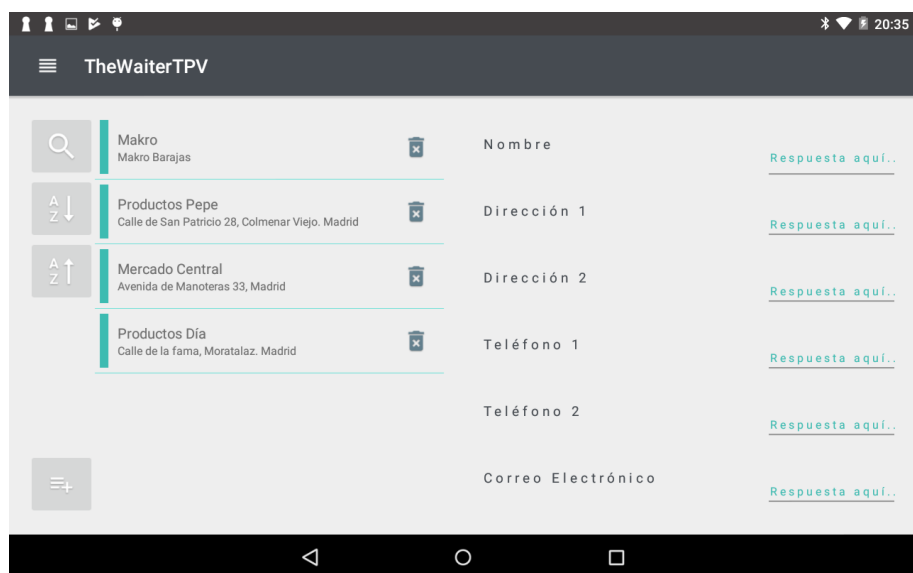 20:35
TheWaiterTPV
Makro
Makro Barajas
Productos Pepe
Calle de San Patricio 28, Colmenar Viejo. Madrid
Mercado Central
Avenida de Manoteras 33, Madrid
Productos Día
Calle de la fama, Moratalaz. Madrid
A
Z
A
Z
Nombre
Respuesta aquí..
Dirección 1
Respuesta aquí..
Dirección 2
Respuesta aquí..
Teléfono 1
Respuesta aquí..
Teléfono 2
Respuesta aquí..
Correo Electrónico
Respuesta aquí..